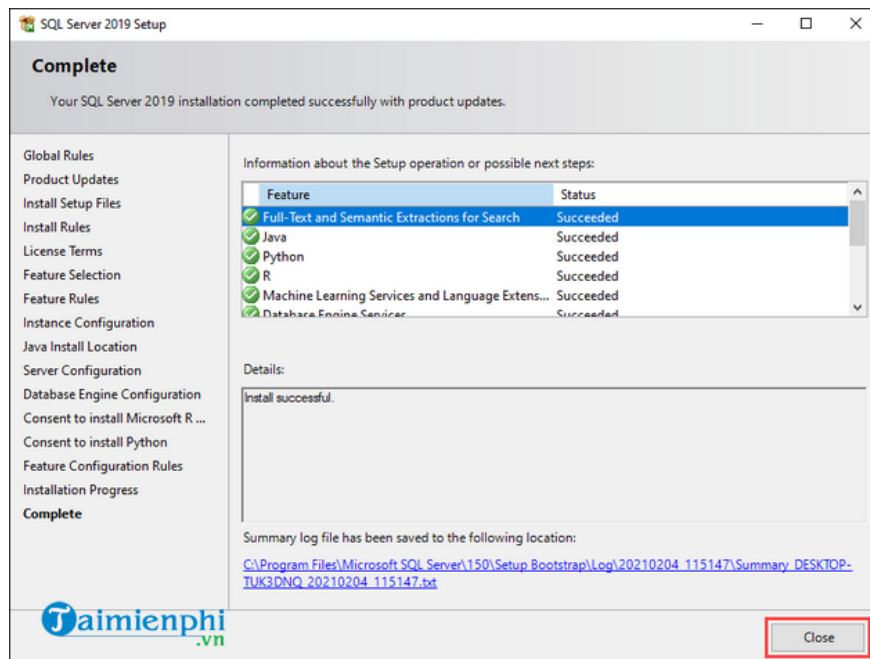 SQL Server 2019 Setup
Complete
Your SQL Server 2019 installation completed successfully with product updates.
Global Rules
Product Updates
Install Setup Files
Install Rules
License Terms
Feature Selection
Feature Rules
Instance Configuration
Java Install Location
Server Configuration
Database Engine Configuration
Consent to install Microsoft R ...
Consent to install Python
Feature Configuration Rules
Installation Progress
Complete
Information about the Setup operation or possible next steps:
Feature Status
Full-Text and Semantic Extractions for Search Succeeded
Java Succeeded
Python Succeeded
R Succeeded
Machine Learning Services and Language Extens... Succeeded
Database Engine Services Succeeded
Details:
Install successful.
Summary log file has been saved to the following location:
C:\Program Files\Microsoft SQL Server\150\Setup Bootstrap\Log\20210204_115147\Summary_DESKTOP-
TUK3DNQ_20210204_115147.txt
Taimienphi
.vn
Close